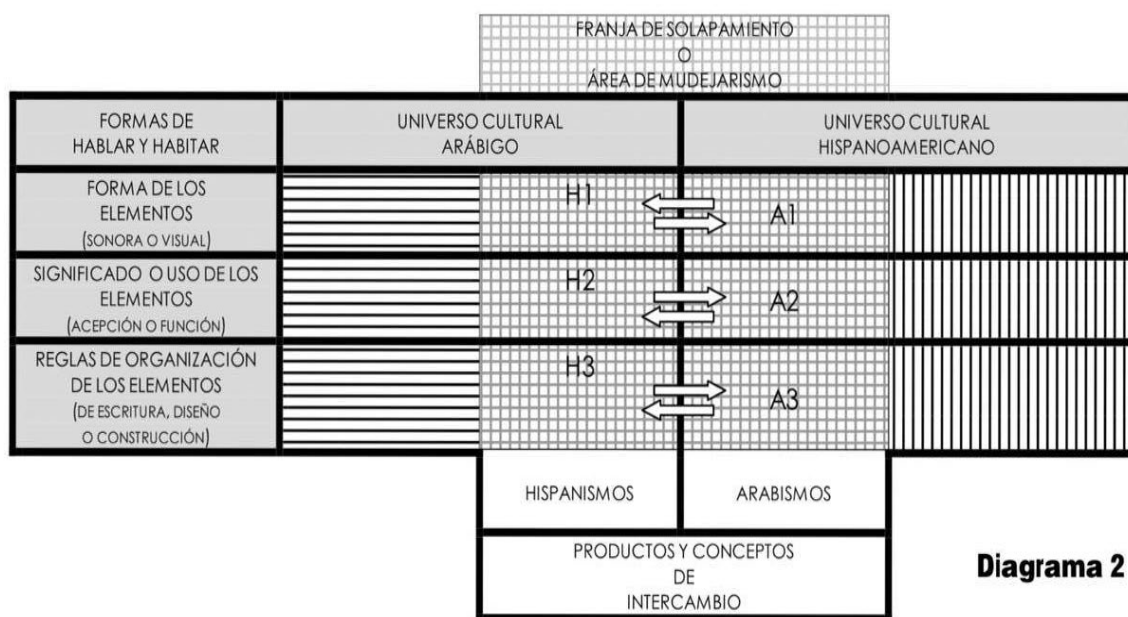 FRANJA DE SOLAPAMIENTO
O
ÁREA DE MUDEJARISMO
FORMAS DE
HABLAR Y HABITAR
UNIVERSO CULTURAL
ARÁBIGO
UNIVERSO CULTURAL
HISPANOAMERICANO
FORMA DE LOS
ELEMENTOS
(SONORA O VISUAL)
H1
A1
SIGNIFICADO O USO DE LOS
ELEMENTOS
(ACEPCIÓN O FUNCIÓN)
H2
A2
REGLAS DE ORGANIZACIÓN
DE LOS ELEMENTOS
(DE ESCRITURA, DISEÑO
O CONSTRUCCIÓN)
H3
A3
HISPANISMOS
ARABISMOS
PRODUCTOS Y CONCEPTOS
DE
INTERCAMBIO
Diagrama 2